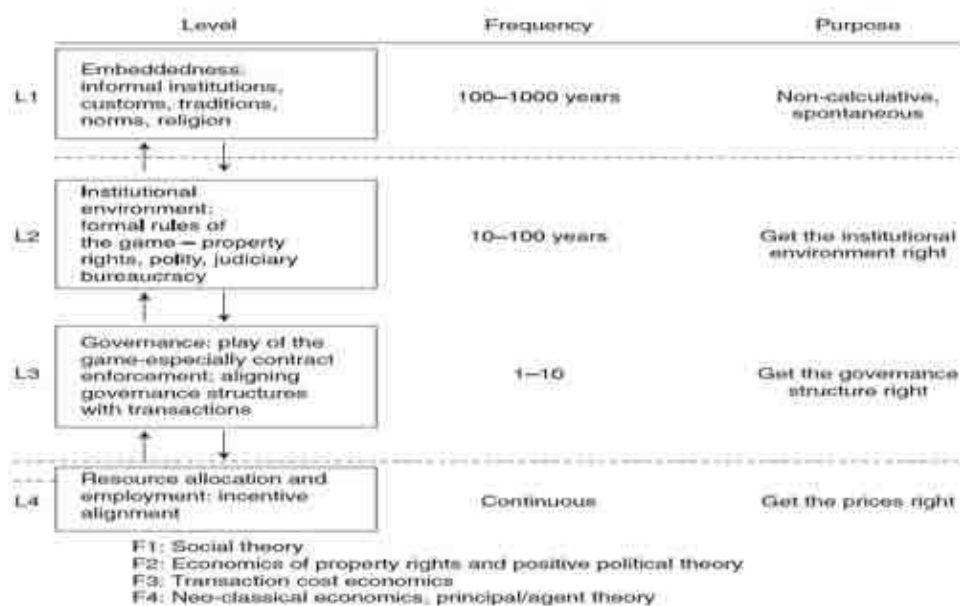 Level Frequency Purpose
L1
Embeddedness:
informal institutions,
customs, traditions,
norms, religion
100–1000 years
Non-calculative,
spontaneous
L2
Institutional
environment:
formal rules of
the game – property
rights, polity, judiciary
bureaucracy
10–100 years
Get the institutional
environment right
L3
Governance: play of the
game-especially contract
enforcement; aligning
governance structures
with transactions
1–10
Get the governance
structure right
L4
Resource allocation and
employment: incentive
alignment
Continuous
Get the prices right
F1: Social theory
F2: Economics of property rights and positive political theory
F3: Transaction cost economics
F4: Neo-classical economics, principal/agent theory